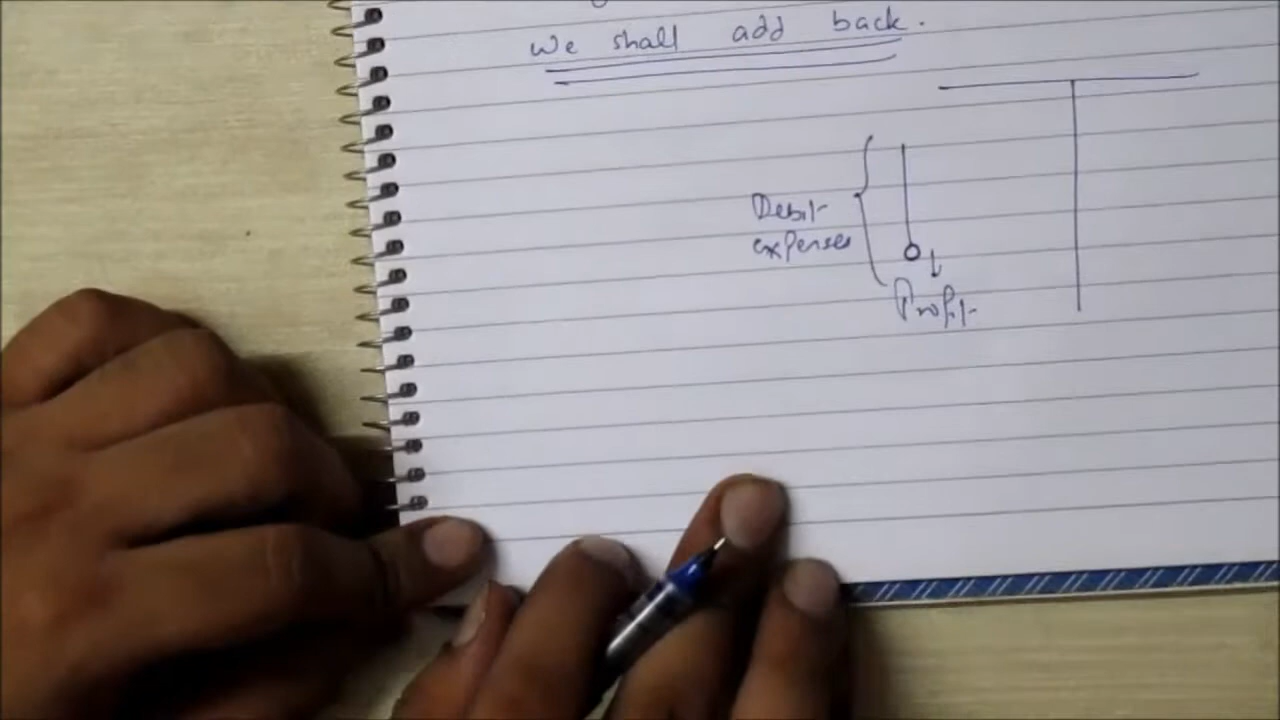 We shall add back.
Debit
expenses
Profit